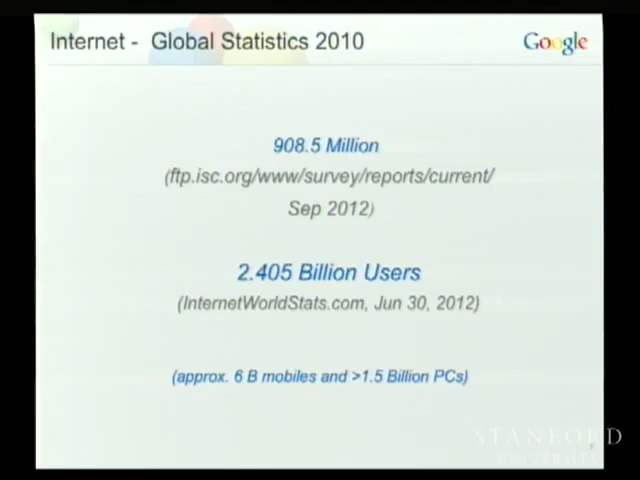 Internet - Global Statistics 2010
Google
908.5 Million
(ftp.isc.org/www/survey/reports/current/
Sep 2012)
2.405 Billion Users
(InternetWorldStats.com, Jun 30, 2012)
(approx. 6 B mobiles and >1.5 Billion PCs)
STANFORD
UNIVERSITY